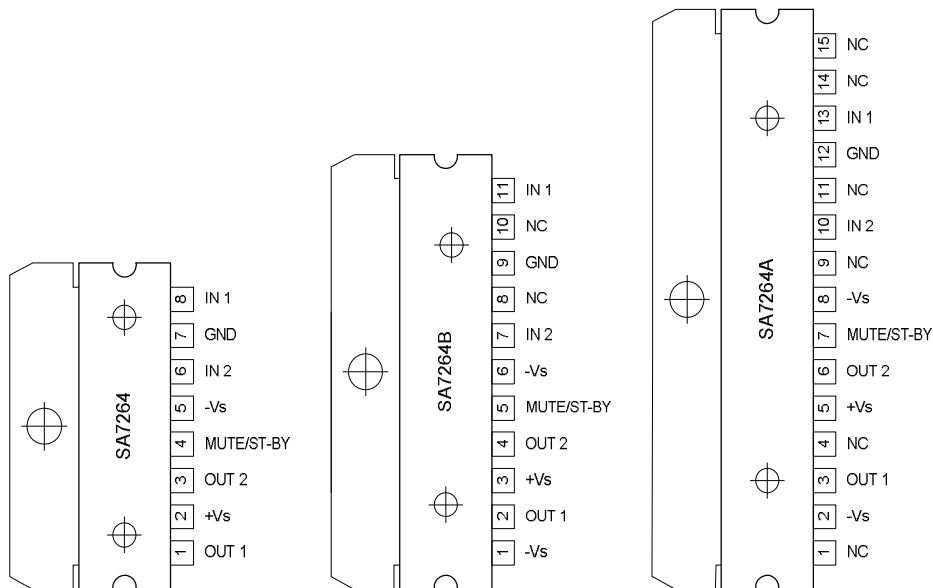 SA7264
8 IN 1
7 GND
6 IN 2
5 -Vs
4 MUTE/ST-BY
3 OUT 2
2 +Vs
1 OUT 1
SA7264B
11 IN 1
10 NC
9 GND
8 NC
7 IN 2
6 -Vs
5 MUTE/ST-BY
4 OUT 2
3 +Vs
2 OUT 1
1 -Vs
SA7264A
15 NC
14 NC
13 IN 1
12 GND
11 NC
10 IN 2
9 NC
8 -Vs
7 MUTE/ST-BY
6 OUT 2
5 +Vs
4 NC
3 OUT 1
2 -Vs
1 NC